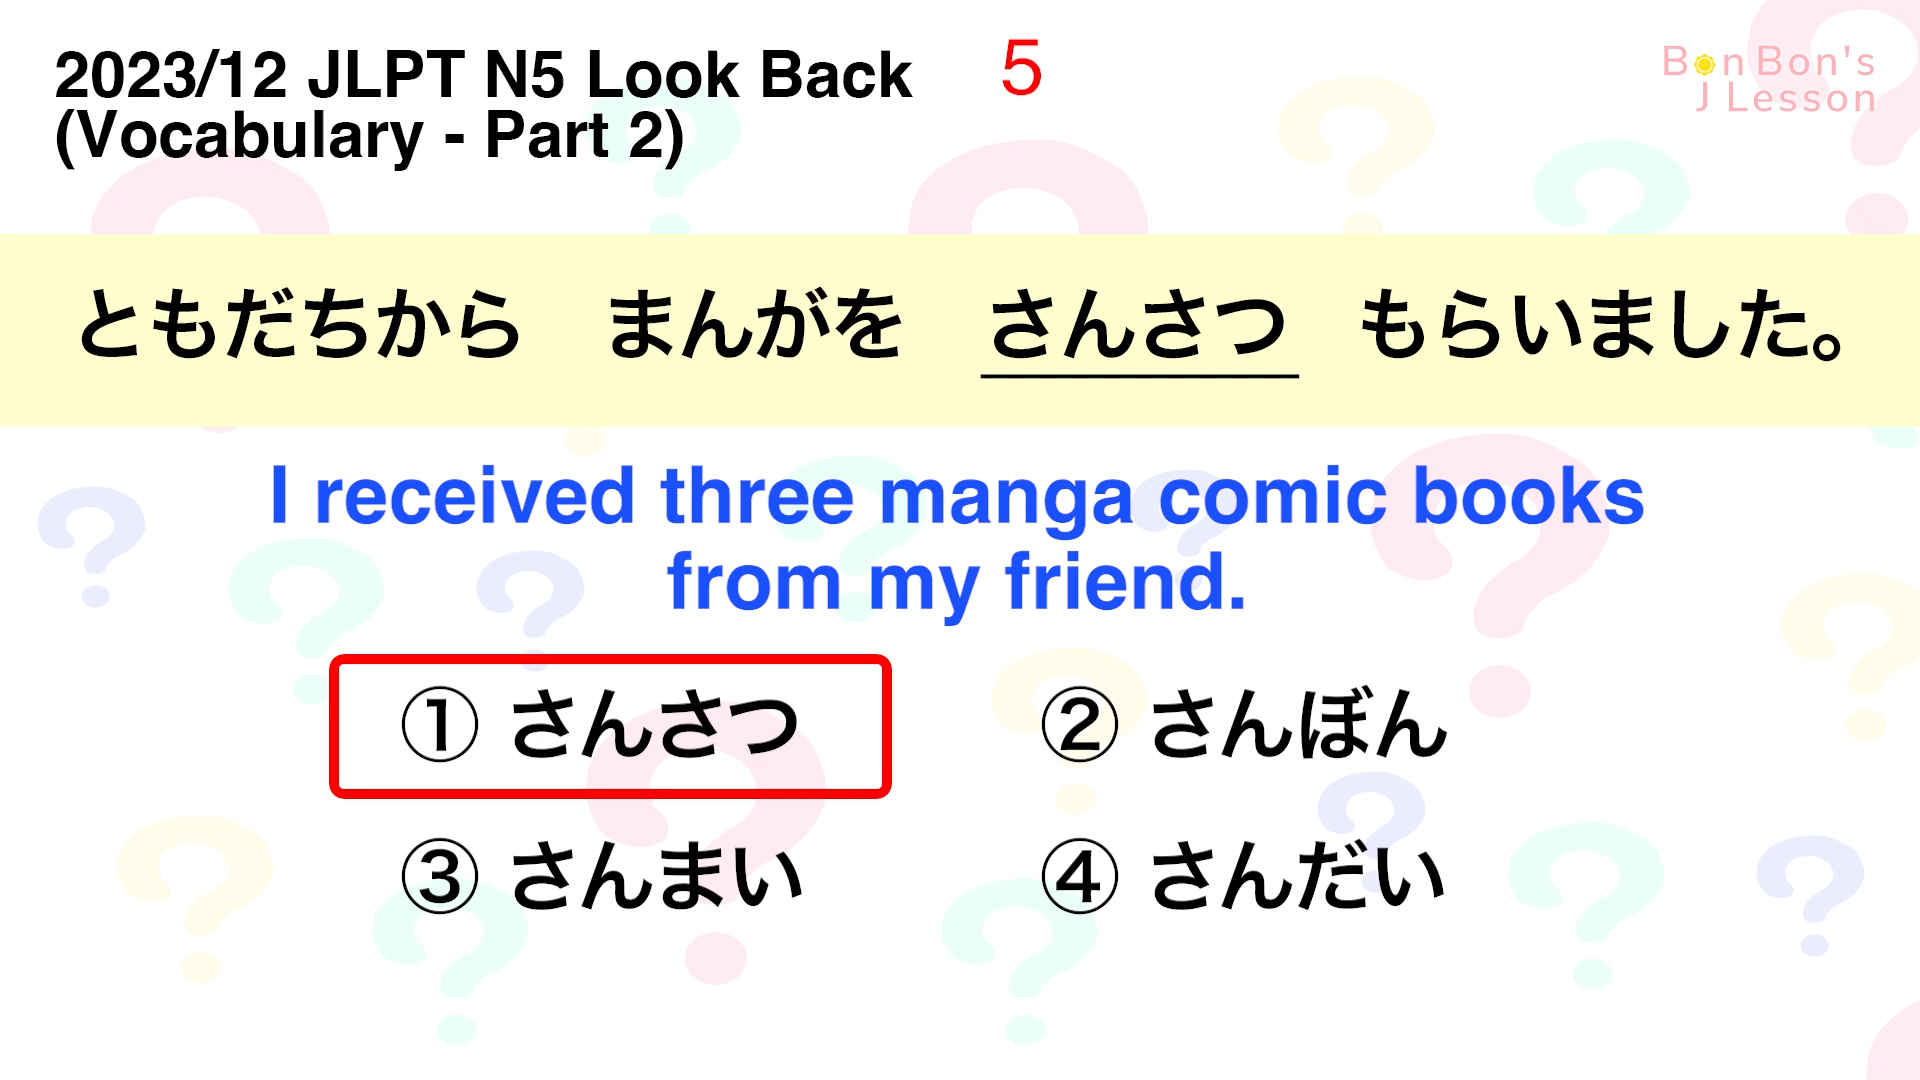 2023/12 JLPT N5 Look Back
(Vocabulary - Part 2)
5
BonBon's
J Lesson
ともだちから　まんがを　さんさつ　もらいました。
I received three manga comic books
from my friend.
① さんさつ　② さんぼん
③ さんまい　④ さんだい